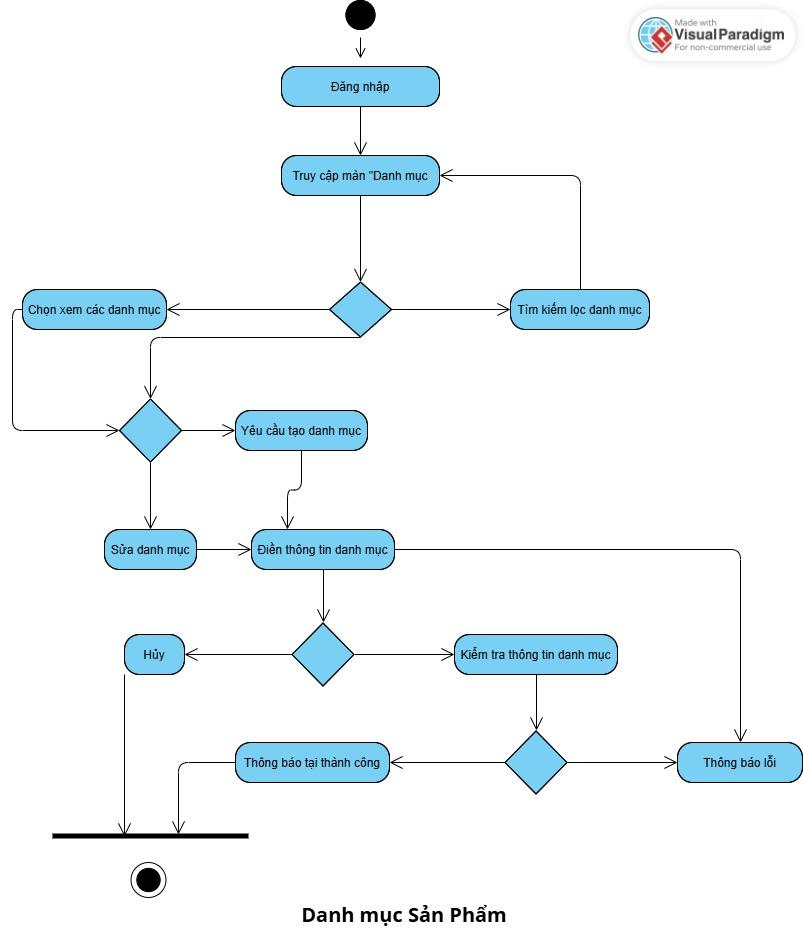 Made with
VisualParadigm
For non-commercial use
Đăng nhập
Truy cập màn "Danh mục
Chọn xem các danh mục
Tìm kiếm lọc danh mục
Yêu cầu tạo danh mục
Sửa danh mục
Điền thông tin danh mục
Hủy
Kiểm tra thông tin danh mục
Thông báo tại thành công
Thông báo lỗi
Danh mục Sản Phẩm